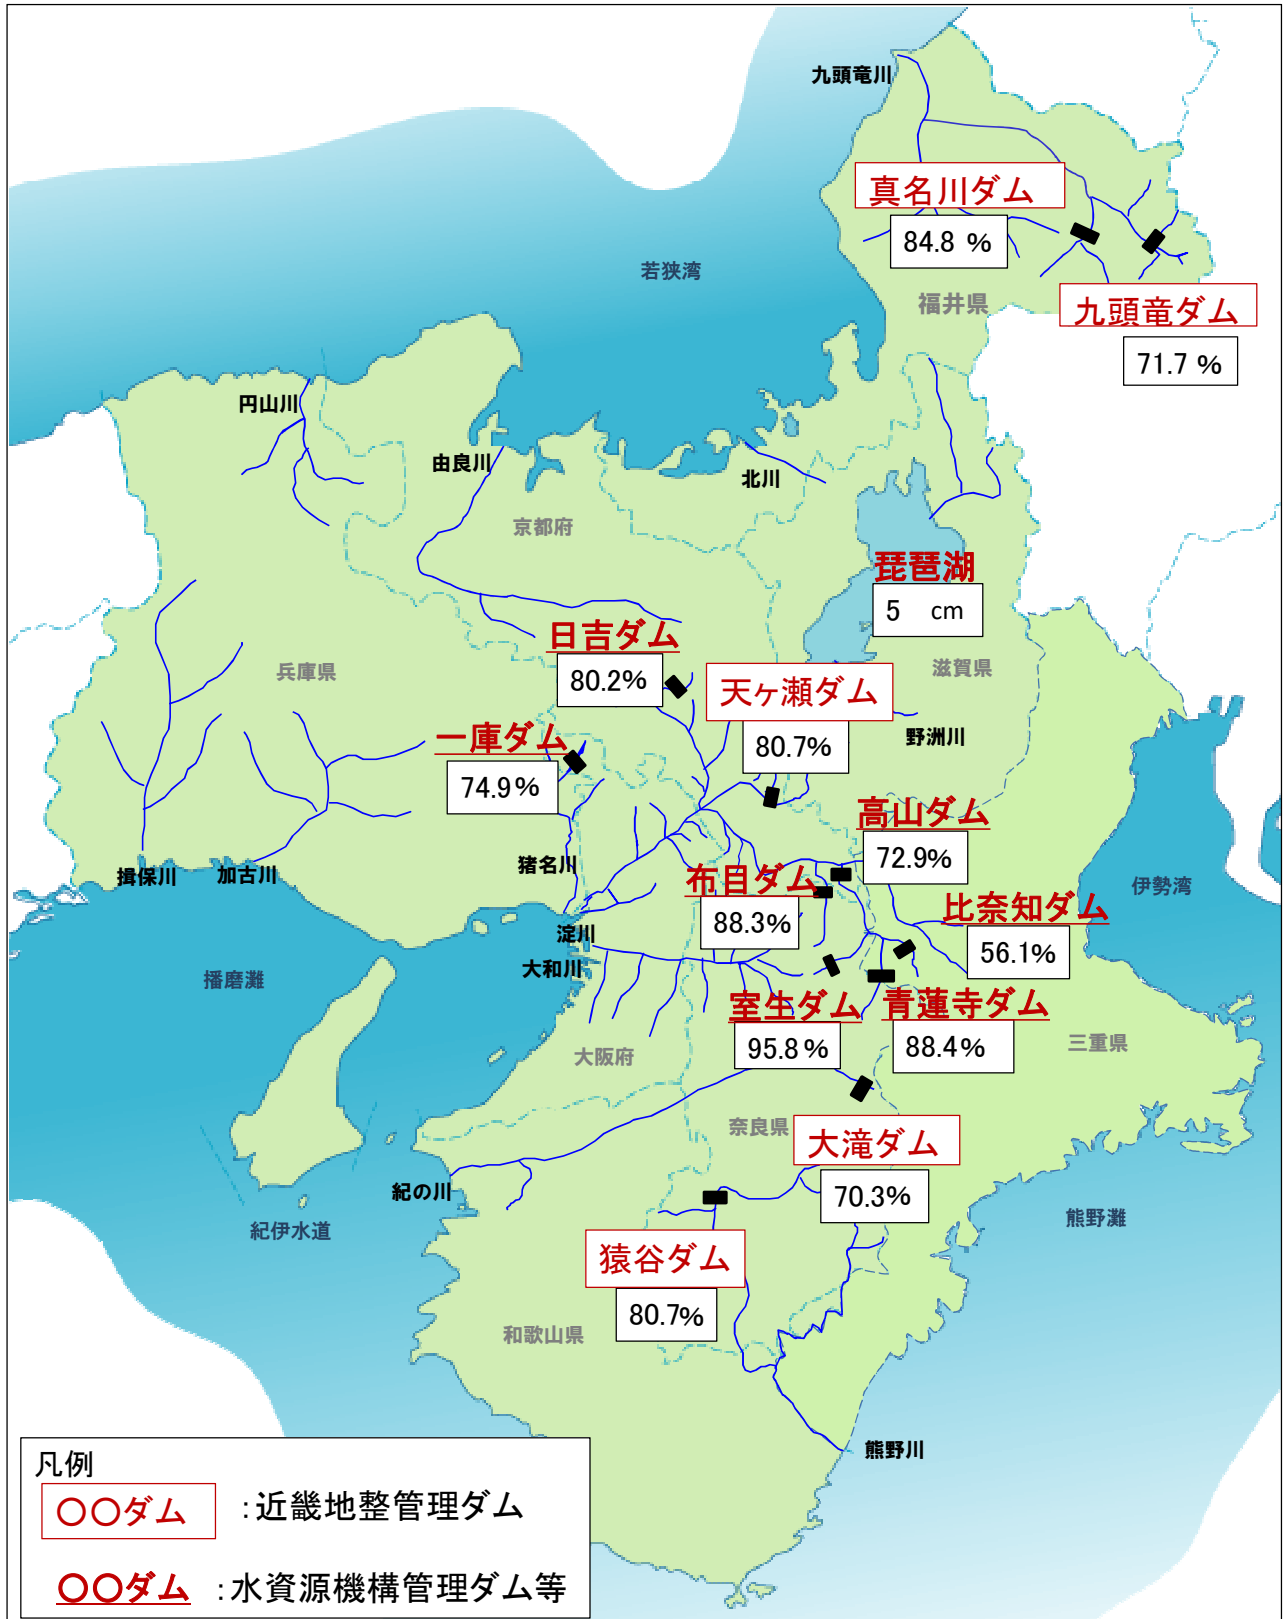 九頭竜川
真名川ダム
84.8 %
若狭湾
福井県
九頭竜ダム
71.7 %
円山川
由良川
北川
京都府
琵琶湖
5 cm
日吉ダム
80.2%
兵庫県
滋賀県
天ヶ瀬ダム
80.7%
野洲川
一庫ダム
74.9%
高山ダム
72.9%
猪名川
揖保川
加古川
布目ダム
88.3%
伊勢湾
比奈知ダム
56.1%
淀川
大和川
播磨灘
室生ダム
95.8%
青蓮寺ダム
88.4%
大阪府
三重県
奈良県
大滝ダム
70.3%
紀の川
紀伊水道
熊野灘
猿谷ダム
80.7%
和歌山県
熊野川
凡例
〇〇ダム :近畿地整管理ダム
〇〇ダム :水資源機構管理ダム等